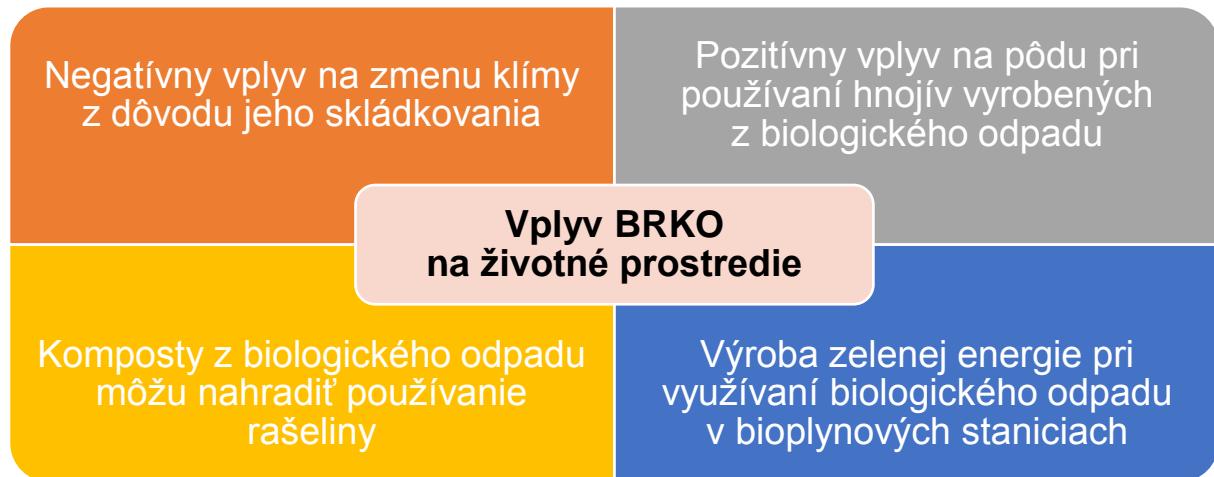 Negatívny vplyv na zmenu klímy
z dôvodu jeho skládkovania
Pozitívny vplyv na pôdu pri
používaní hnojív vyrobených
z biologického odpadu
Vplyv BRKO
na životné prostredie
Komposty z biologického odpadu
môžu nahradiť používanie
rašeliny
Výroba zelenej energie pri
využívaní biologického odpadu
v bioplynových staniciach